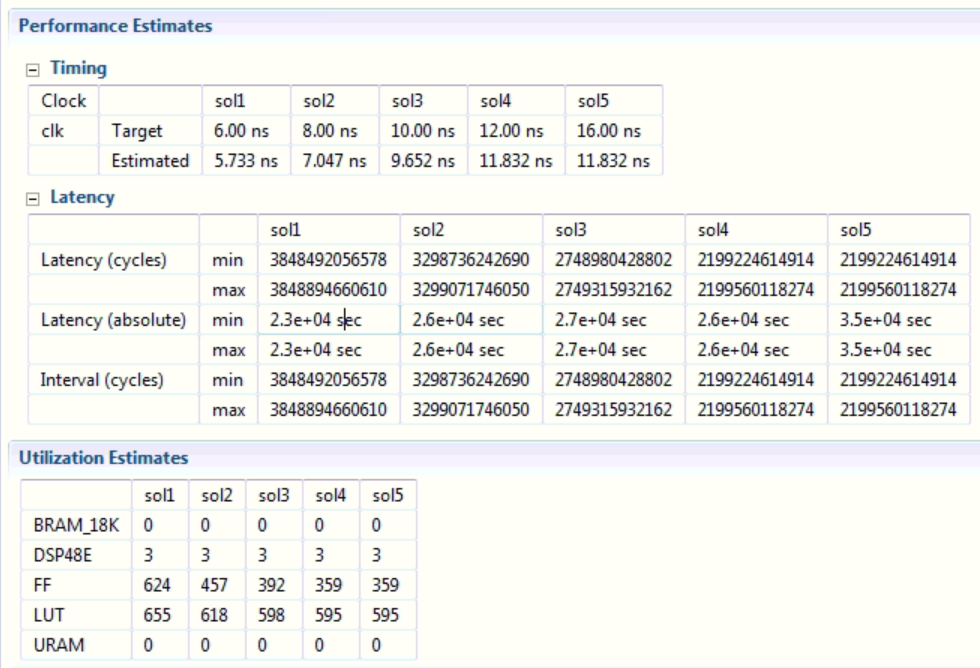 Performance Estimates
Timing
Clock sol1 sol2 sol3 sol4 sol5
clk Target 6.00 ns 8.00 ns 10.00 ns 12.00 ns 16.00 ns
Estimated 5.733 ns 7.047 ns 9.652 ns 11.832 ns 11.832 ns
Latency
sol1 sol2 sol3 sol4 sol5
Latency (cycles) min 3848492056578 3298736242690 2748980428802 2199224614914 2199224614914
max 3848894660610 3299071746050 2749315932162 2199560118274 2199560118274
Latency (absolute) min 2.3e+04 sec 2.6e+04 sec 2.7e+04 sec 2.6e+04 sec 3.5e+04 sec
max 2.3e+04 sec 2.6e+04 sec 2.7e+04 sec 2.6e+04 sec 3.5e+04 sec
Interval (cycles) min 3848492056578 3298736242690 2748980428802 2199224614914 2199224614914
max 3848894660610 3299071746050 2749315932162 2199560118274 2199560118274
Utilization Estimates
sol1 sol2 sol3 sol4 sol5
BRAM_18K 0 0 0 0 0
DSP48E 3 3 3 3 3
FF 624 457 392 359 359
LUT 655 618 598 595 595
URAM 0 0 0 0 0